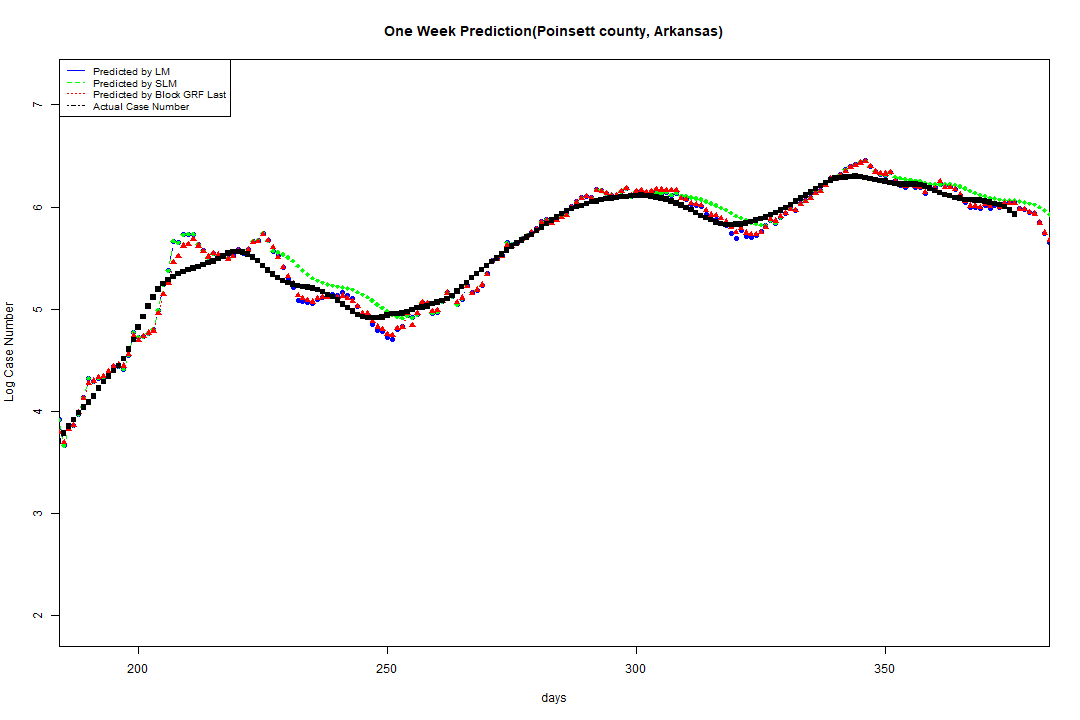 One Week Prediction(Poinsett county, Arkansas)
Predicted by LM
Predicted by SLM
Predicted by Block GRF Last
Actual Case Number
7
6
5
4
3
2
Log Case Number
200 250 300 350
days